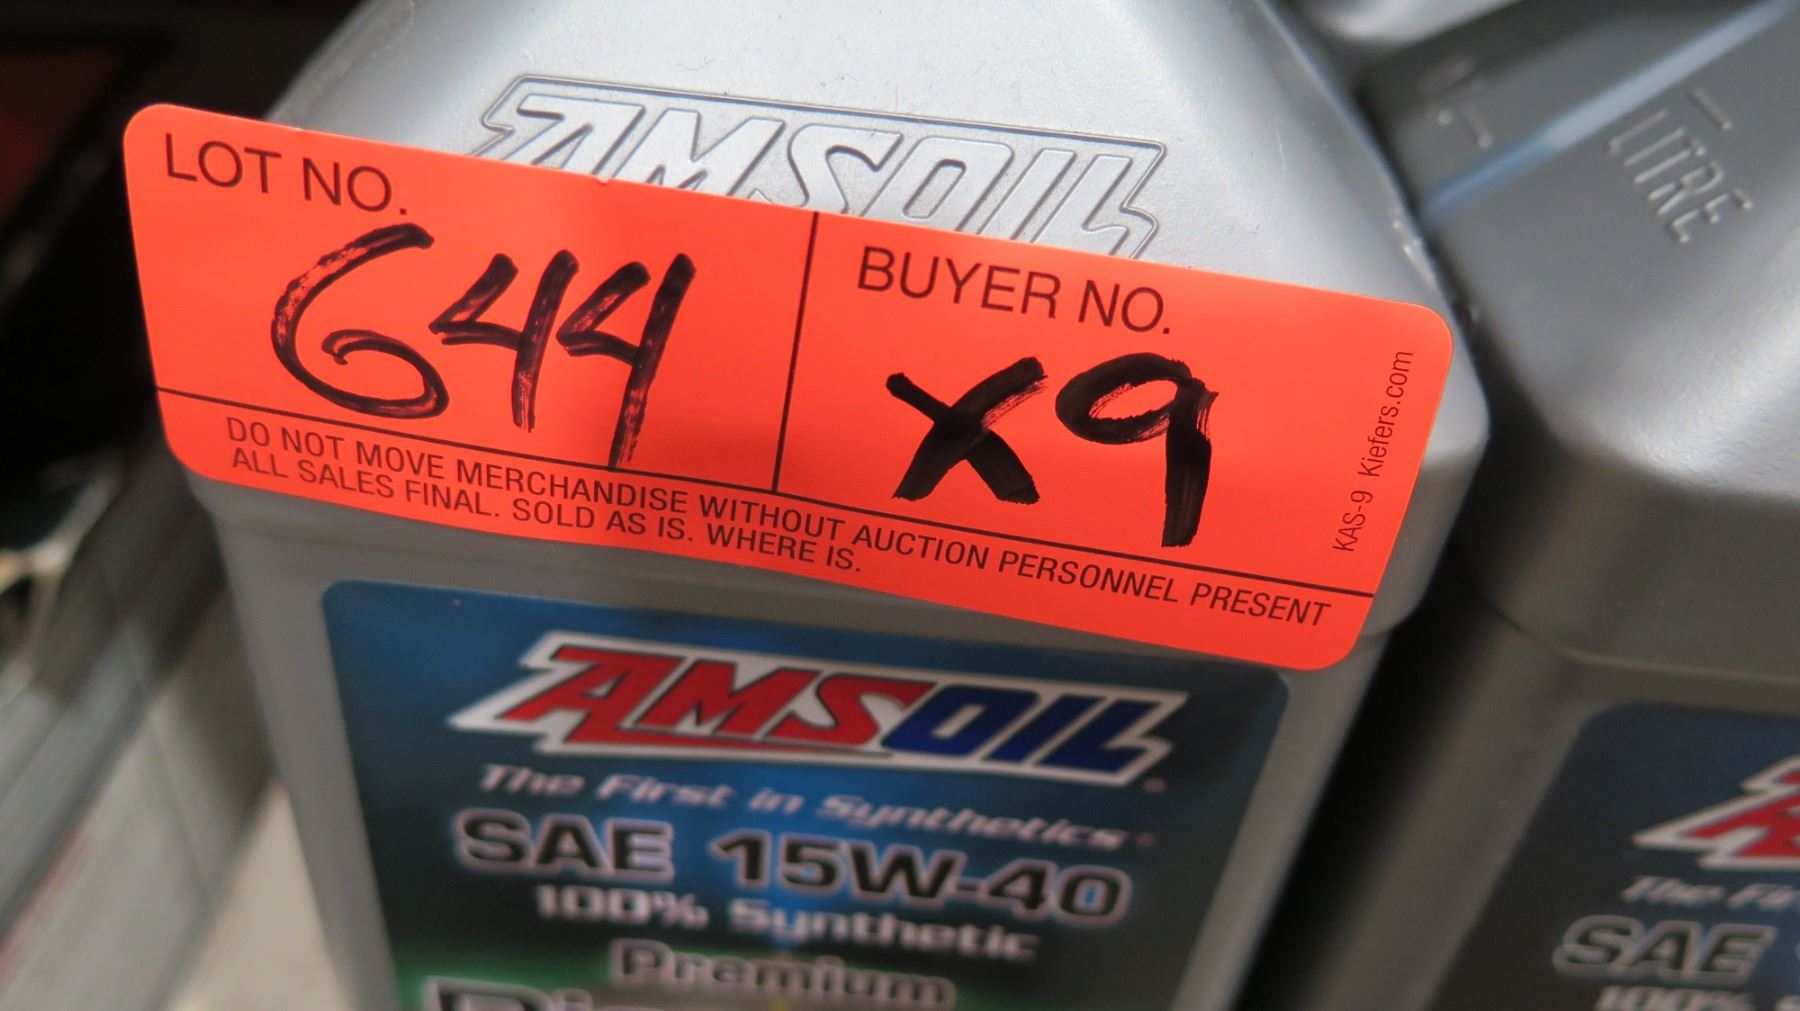 AMSOIL
LITRE
LOT NO.
644
BUYER NO.
x9
KAS-9 Kiefers.com
DO NOT MOVE MERCHANDISE WITHOUT AUCTION PERSONNEL PRESENT
ALL SALES FINAL. SOLD AS IS. WHERE IS.
AMSOIL
The First in Synthetics
SAE 15W-40
100% Synthetic
Premium
SAE
100%